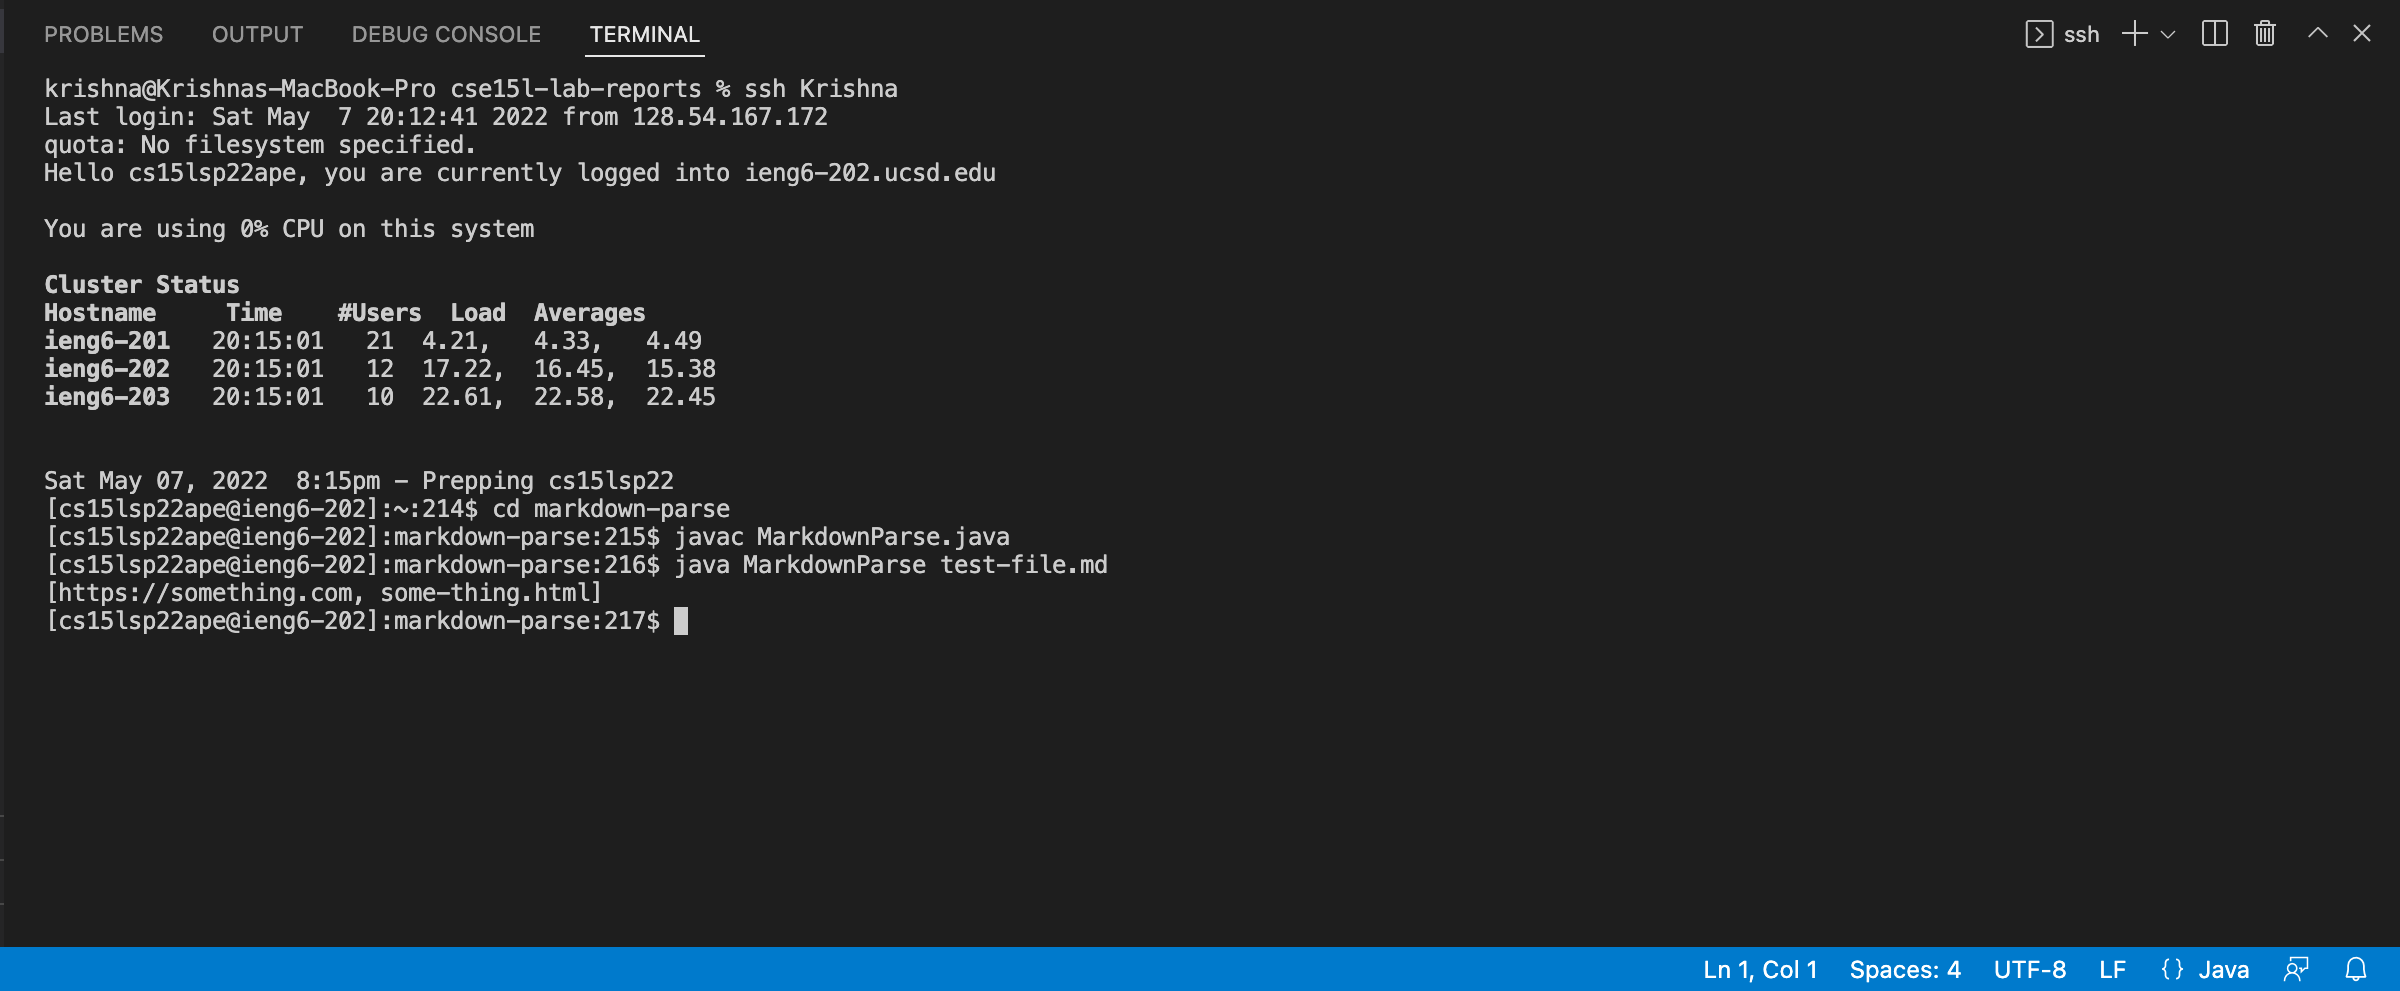 PROBLEMS OUTPUT DEBUG CONSOLE TERMINAL ssh
krishna@Krishnas-MacBook-Pro cse15l-lab-reports % ssh Krishna
Last login: Sat May  7 20:12:41 2022 from 128.54.167.172
quota: No filesystem specified.
Hello cs15lsp22ape, you are currently logged into ieng6-202.ucsd.edu
You are using 0% CPU on this system
Cluster Status
Hostname     Time    #Users  Load  Averages
ieng6-201   20:15:01   21  4.21,   4.33,   4.49
ieng6-202   20:15:01   12  17.22,  16.45,  15.38
ieng6-203   20:15:01   10  22.61,  22.58,  22.45
Sat May 07, 2022  8:15pm - Prepping cs15lsp22
[cs15lsp22ape@ieng6-202]:~:214$ cd markdown-parse
[cs15lsp22ape@ieng6-202]:markdown-parse:215$ javac MarkdownParse.java
[cs15lsp22ape@ieng6-202]:markdown-parse:216$ java MarkdownParse test-file.md
[https://something.com, some-thing.html]
[cs15lsp22ape@ieng6-202]:markdown-parse:217$
Ln 1, Col 1 Spaces: 4 UTF-8 LF {} Java